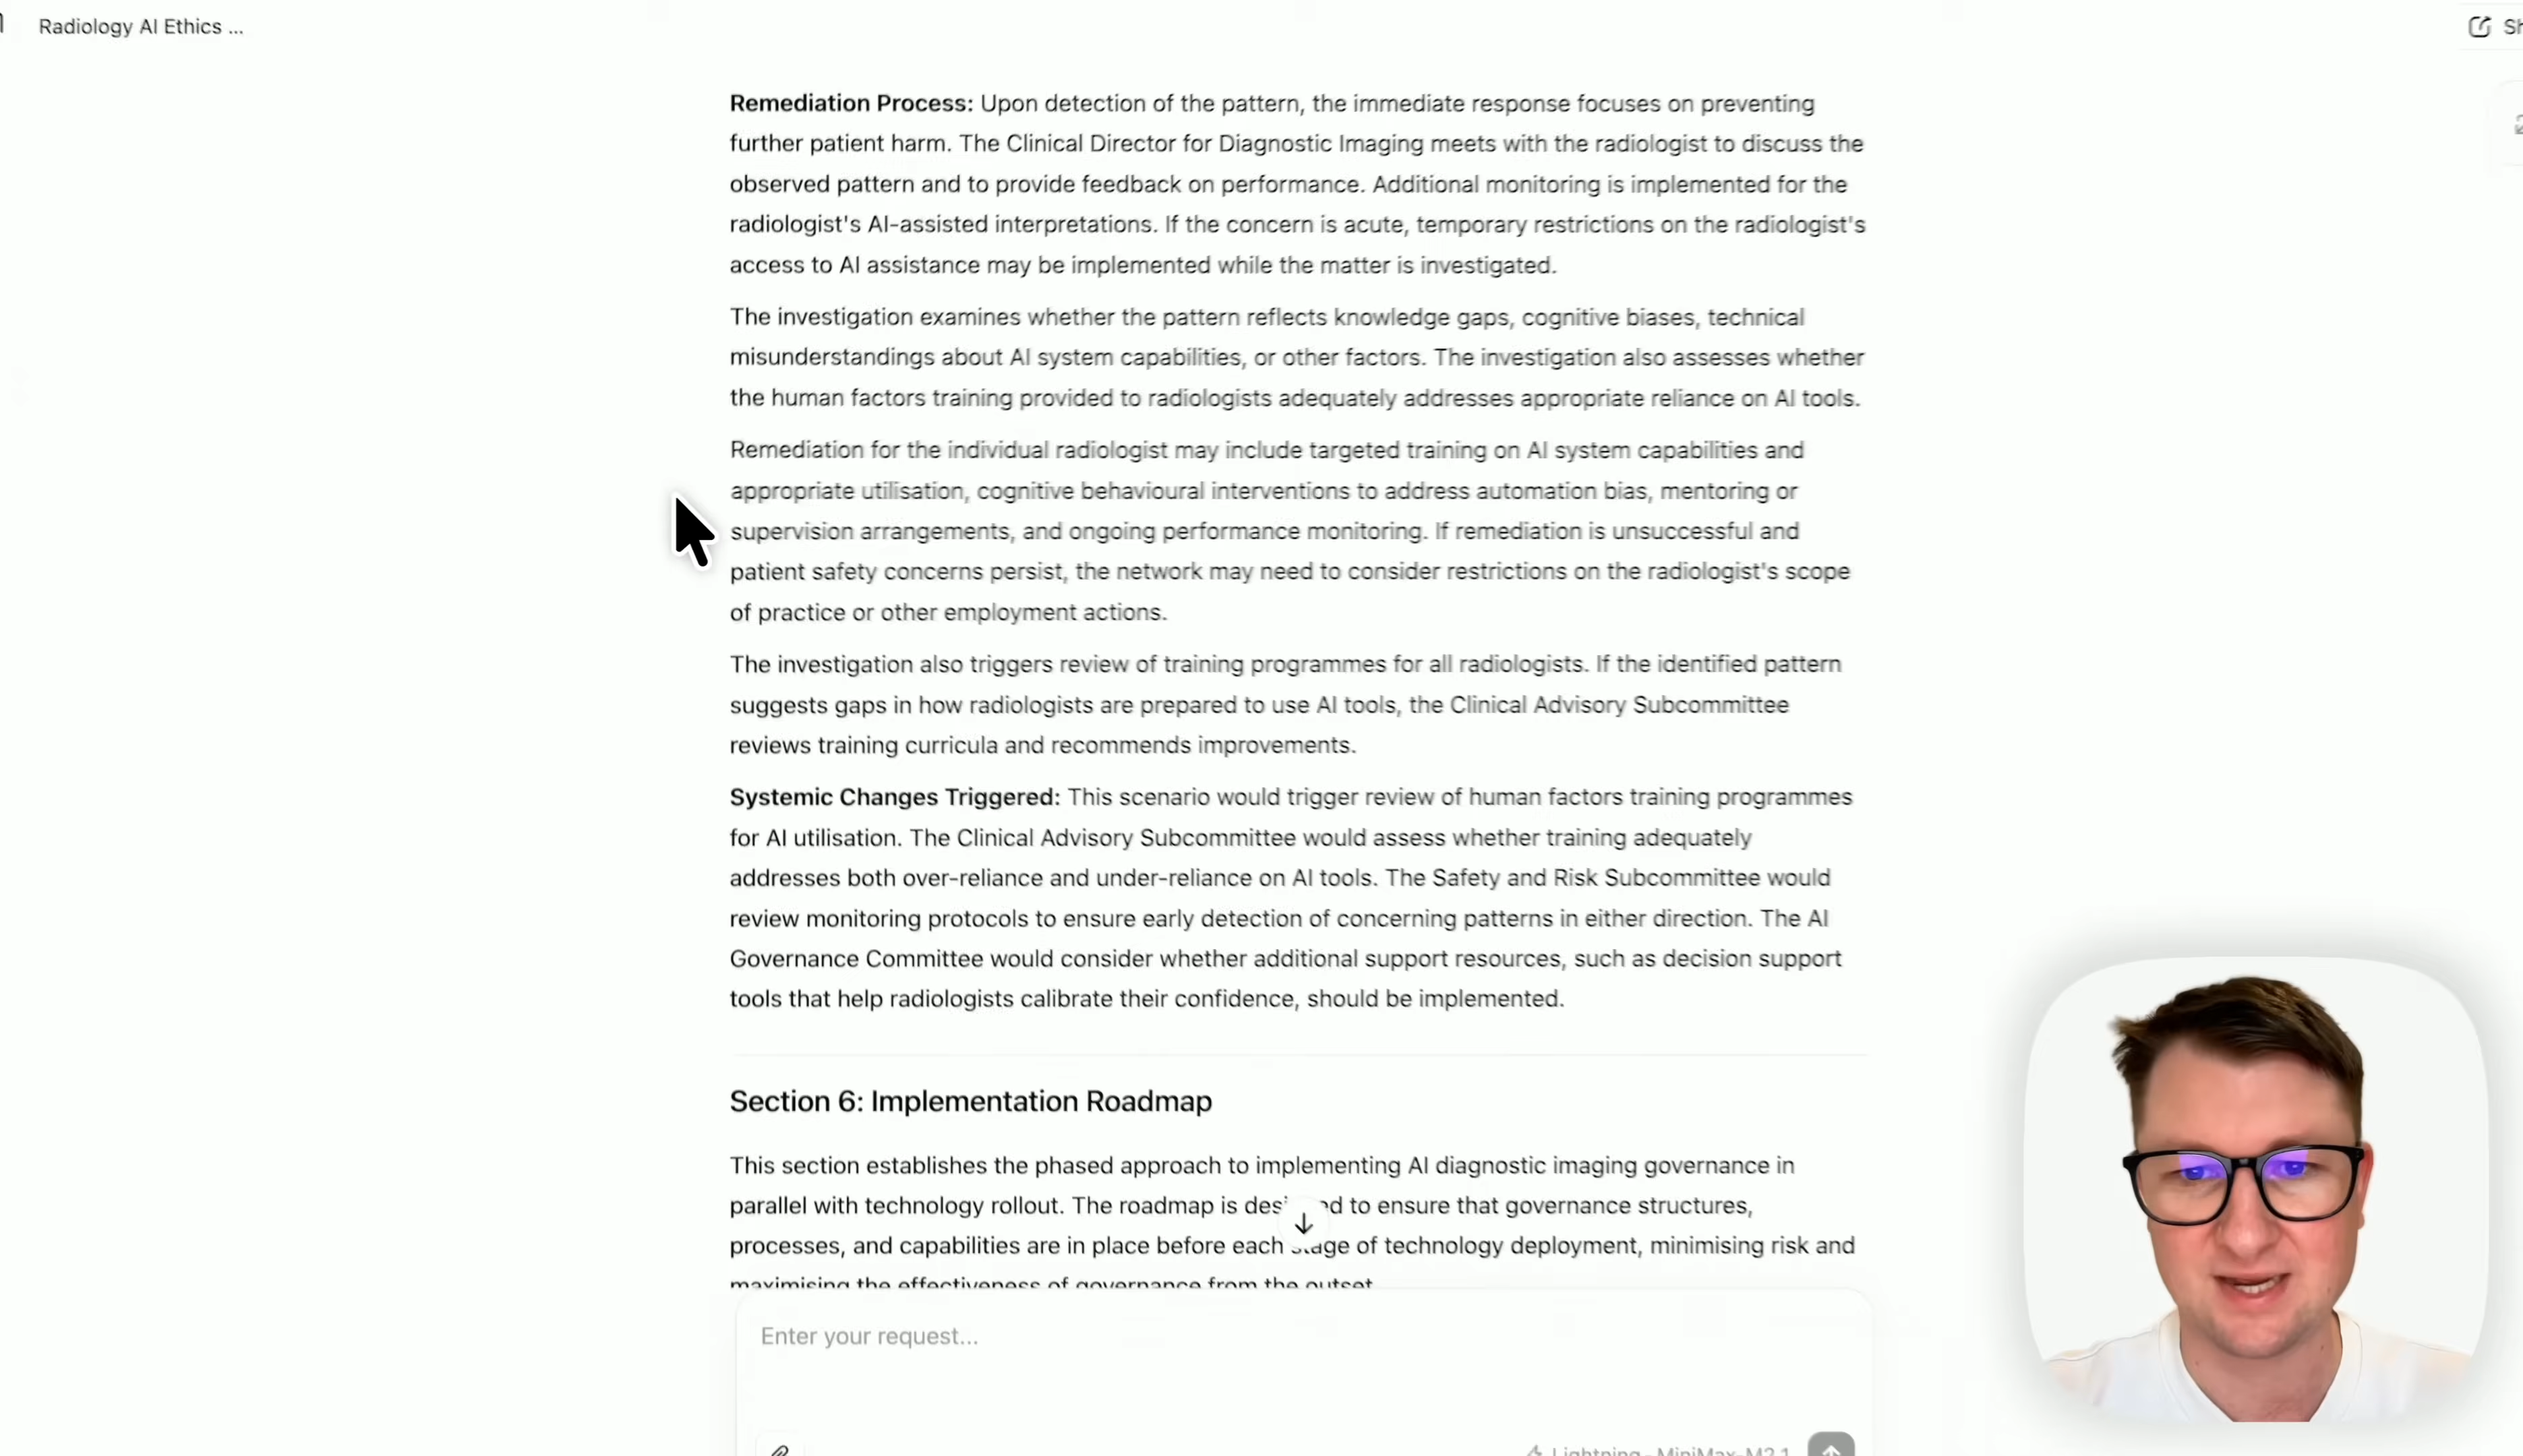 Radiology AI Ethics ...
Remediation Process: Upon detection of the pattern, the immediate response focuses on preventing
further patient harm. The Clinical Director for Diagnostic Imaging meets with the radiologist to discuss the
observed pattern and to provide feedback on performance. Additional monitoring is implemented for the
radiologist's AI-assisted interpretations. If the concern is acute, temporary restrictions on the radiologist's
access to AI assistance may be implemented while the matter is investigated.
The investigation examines whether the pattern reflects knowledge gaps, cognitive biases, technical
misunderstandings about AI system capabilities, or other factors. The investigation also assesses whether
the human factors training provided to radiologists adequately addresses appropriate reliance on AI tools.
Remediation for the individual radiologist may include targeted training on AI system capabilities and
appropriate utilisation, cognitive behavioural interventions to address automation bias, mentoring or
supervision arrangements, and ongoing performance monitoring. If remediation is unsuccessful and
patient safety concerns persist, the network may need to consider restrictions on the radiologist's scope
of practice or other employment actions.
The investigation also triggers review of training programmes for all radiologists. If the identified pattern
suggests gaps in how radiologists are prepared to use AI tools, the Clinical Advisory Subcommittee
reviews training curricula and recommends improvements.
Systemic Changes Triggered: This scenario would trigger review of human factors training programmes
for AI utilisation. The Clinical Advisory Subcommittee would assess whether training adequately
addresses both over-reliance and under-reliance on AI tools. The Safety and Risk Subcommittee would
review monitoring protocols to ensure early detection of concerning patterns in either direction. The AI
Governance Committee would consider whether additional support resources, such as decision support
tools that help radiologists calibrate their confidence, should be implemented.
Section 6: Implementation Roadmap
This section establishes the phased approach to implementing AI diagnostic imaging governance in
parallel with technology rollout. The roadmap is to ensure that governance structures,
processes, and capabilities are in place before each stage of technology deployment, minimising risk and
maximising the effectiveness of governance from the outset
Enter your request...
Lightning - MiniMax-M2.1